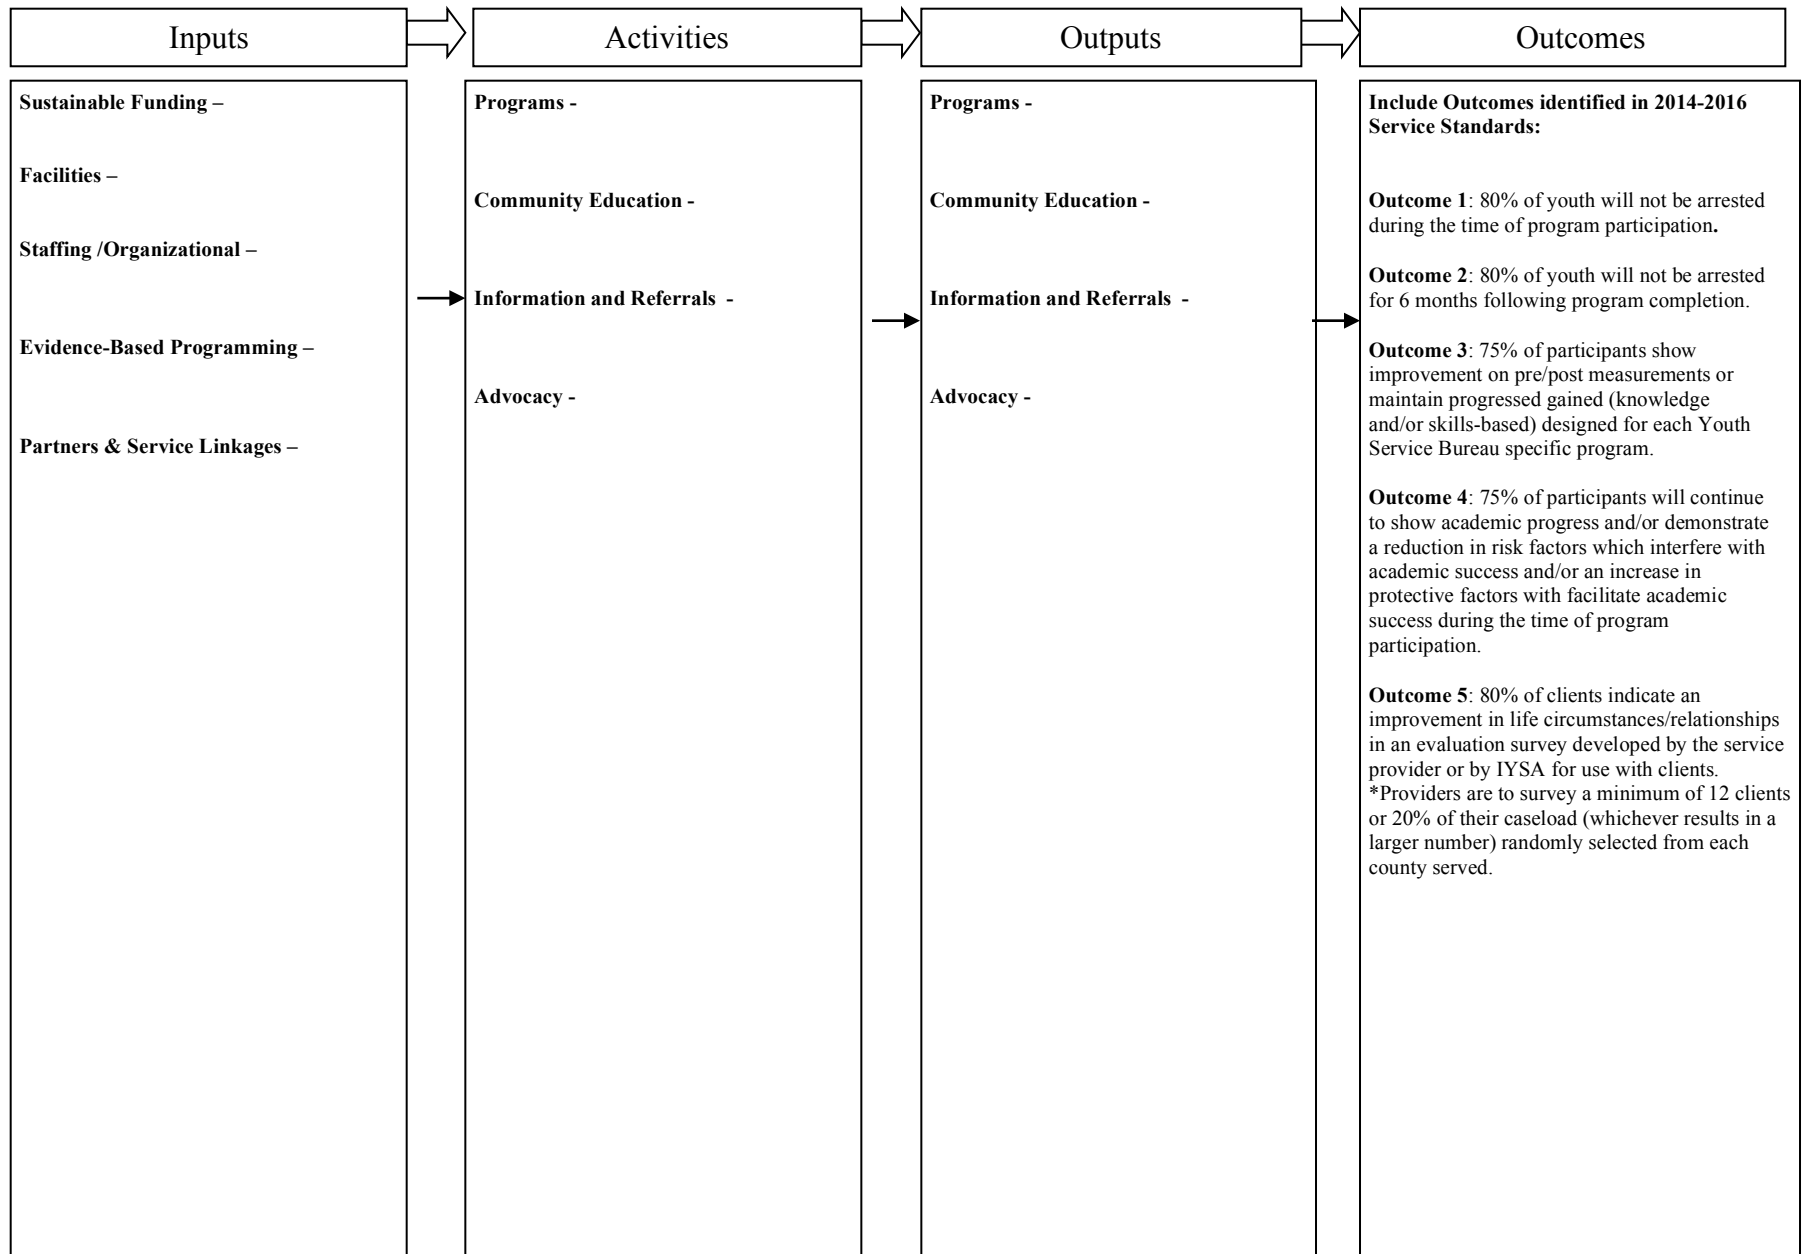 Inputs
Activities
Outputs
Outcomes
Sustainable Funding –
Facilities –
Staffing /Organizational –
Evidence-Based Programming –
Partners & Service Linkages –
Programs -
Community Education -
Information and Referrals  -
Advocacy -
Programs -
Community Education -
Information and Referrals  -
Advocacy -
Include Outcomes identified in 2014-2016
Service Standards:
Outcome 1: 80% of youth will not be arrested
during the time of program participation.
Outcome 2: 80% of youth will not be arrested
for 6 months following program completion.
Outcome 3: 75% of participants show
improvement on pre/post measurements or
maintain progressed gained (knowledge
and/or skills-based) designed for each Youth
Service Bureau specific program.
Outcome 4: 75% of participants will continue
to show academic progress and/or demonstrate
a reduction in risk factors which interfere with
academic success and/or an increase in
protective factors with facilitate academic
success during the time of program
participation.
Outcome 5: 80% of clients indicate an
improvement in life circumstances/relationships
in an evaluation survey developed by the service
provider or by IYSA for use with clients.
*Providers are to survey a minimum of 12 clients
or 20% of their caseload (whichever results in a
larger number) randomly selected from each
county served.